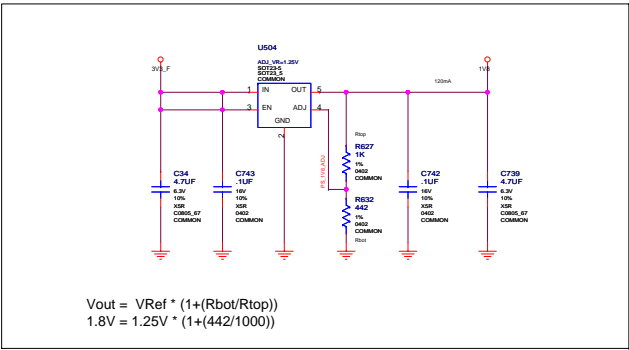 U504
ADJ_VR=1.25V
SOT23-5
SOT23_5
COMMON
3V3_F
1V8
120mA
1 IN OUT 5
3 EN ADJ 4
GND
2
PS_1V8_ADJ
Rtop
R627
1K
1%
0402
COMMON
R632
442
1%
0402
COMMON
Rbot
C34
4.7UF
6.3V
10%
X5R
C0805_67
COMMON
C743
.1UF
16V
10%
X5R
0402
COMMON
C742
.1UF
16V
10%
X5R
0402
COMMON
C739
4.7UF
6.3V
10%
X5R
C0805_67
COMMON
Vout = VRef * (1+(Rbot/Rtop))
1.8V = 1.25V * (1+(442/1000))